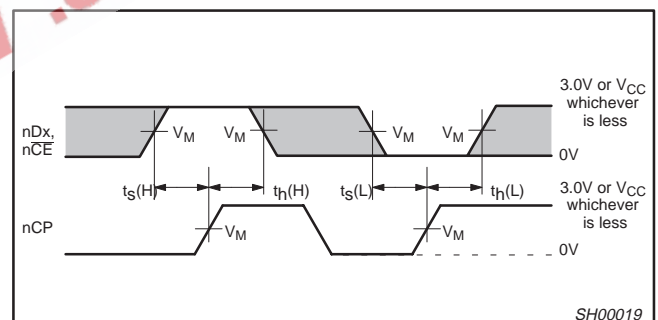 3.0V or VCC
whichever
is less
nDx,
nCE
VM
VM
VM
VM
0V
ts(H)
th(H)
ts(L)
th(L)
3.0V or VCC
whichever
is less
nCP
VM
VM
0V
SH00019